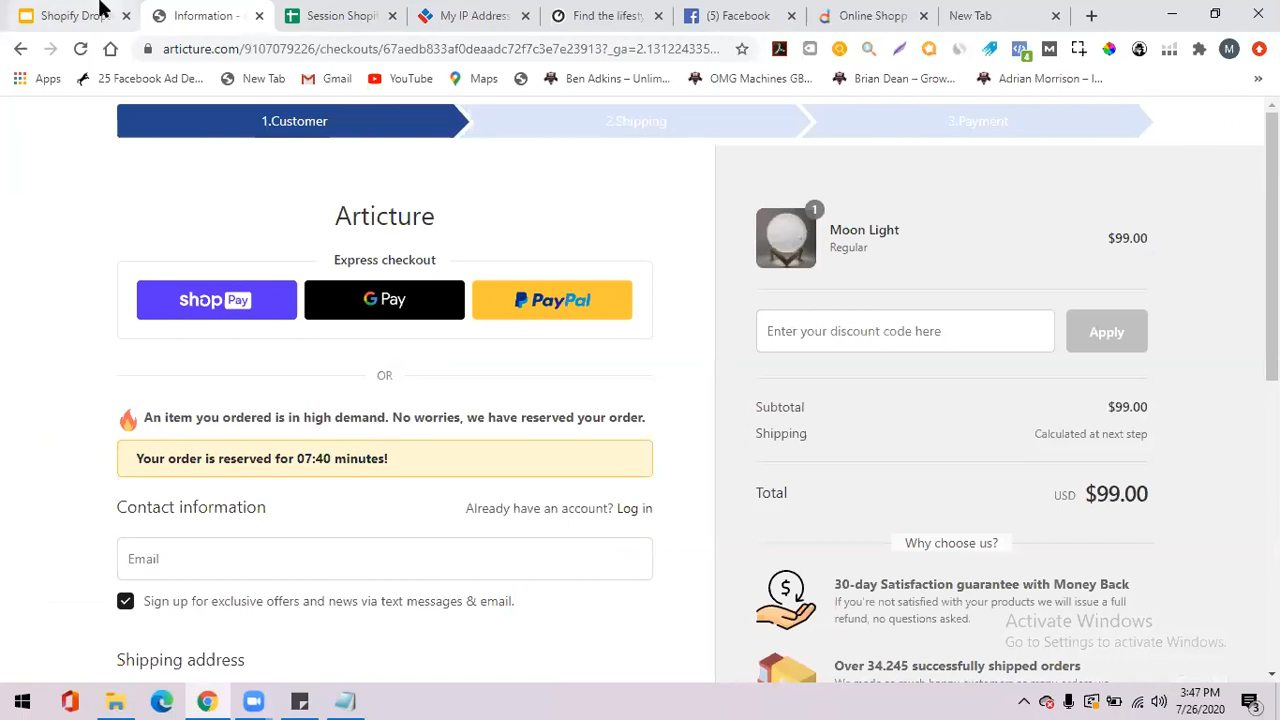 Shopify Drop
Information -
Session Shopif
My IP Address
Find the lifesty
(5) Facebook
Online Shopp
New Tab
articture.com/9107079226/checkouts/67aedb833af0deaadc72f7c3e7e23913?_ga=2.131224335...
4
M
M
Apps
25 Facebook Ad De...
New Tab
Gmail
YouTube
Maps
Ben Adkins – Unlim...
GMG Machines GB...
Brian Dean – Grow...
Adrian Morrison – I...
»
1.Customer
2.Shipping
3.Payment
Articture
Express checkout
shop Pay
G Pay
PayPal
OR
An item you ordered is in high demand. No worries, we have reserved your order.
Your order is reserved for 07:40 minutes!
Contact information
Already have an account? Log in
Email
Sign up for exclusive offers and news via text messages & email.
Shipping address
1
Moon Light
Regular
$99.00
Enter your discount code here
Apply
Subtotal
$99.00
Shipping
Calculated at next step
Total
USD $99.00
Why choose us?
30-day Satisfaction guarantee with Money Back
If you're not satisfied with your products we will issue a full
refund, no questions asked.
Activate Windows
Go to Settings to activate Windows.
Over 34.245 successfully shipped orders
3:47 PM
7/26/2020
3